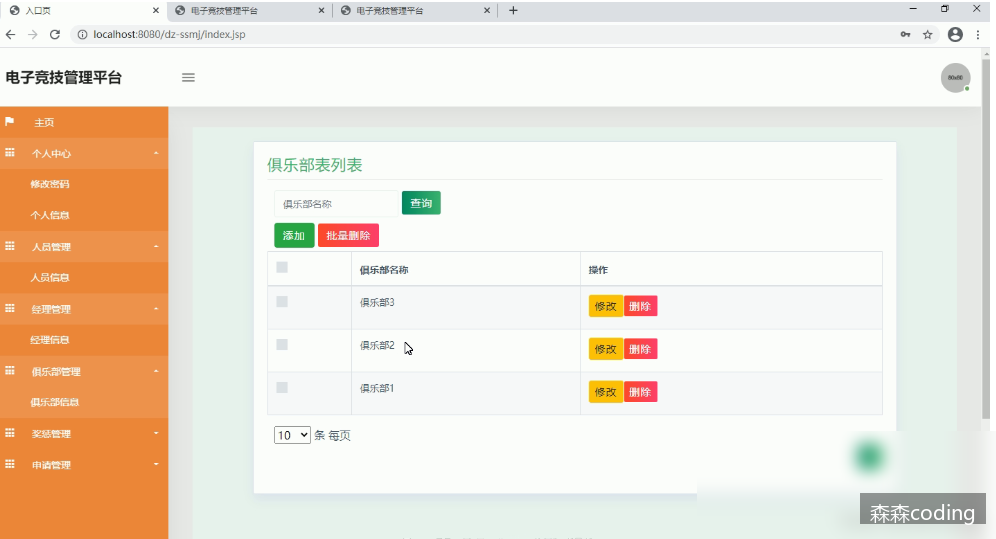 入口页
电子竞技管理平台
电子竞技管理平台
localhost:8080/dz-ssmj/index.jsp
电子竞技管理平台
80x80
主页
个人中心
修改密码
个人信息
人员管理
人员信息
经理管理
经理信息
俱乐部管理
俱乐部信息
奖惩管理
申请管理
俱乐部表列表
俱乐部名称
查询
添加 批量删除
俱乐部名称 操作
俱乐部3 修改 删除
俱乐部2 修改 删除
俱乐部1 修改 删除
10 条 每页
森森coding